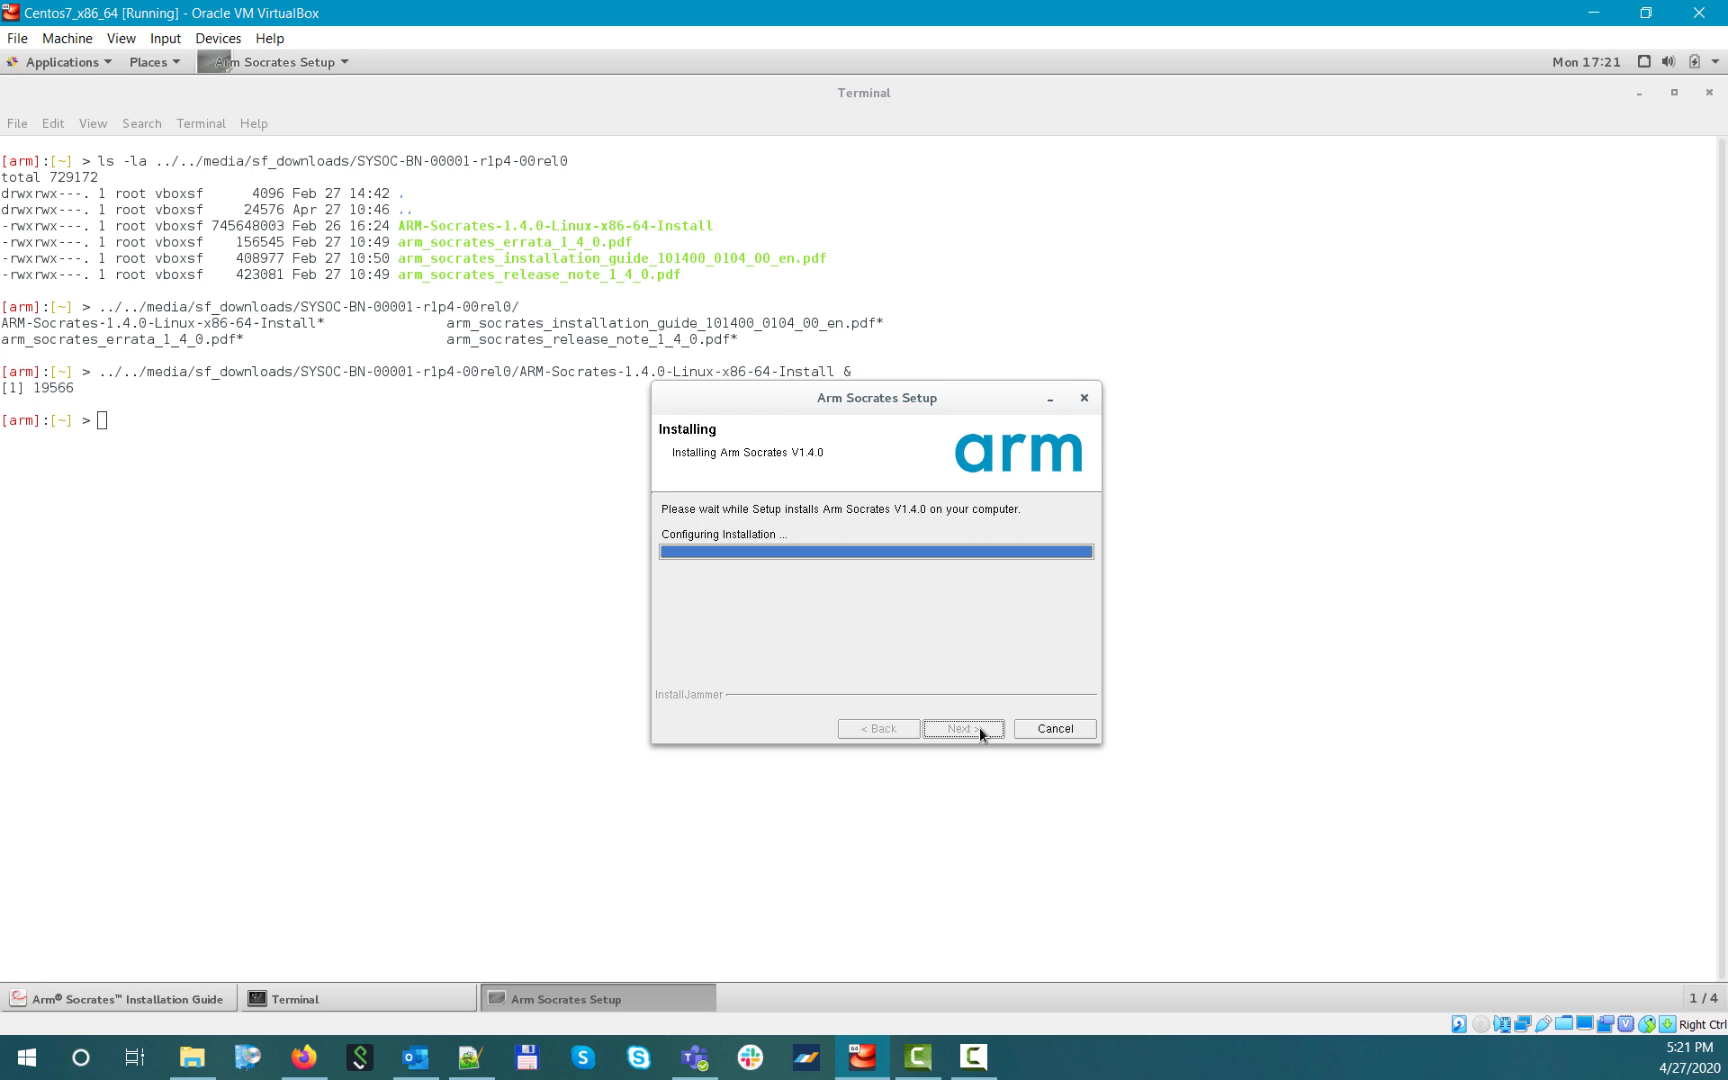 Centos7_x86_64 [Running] - Oracle VM VirtualBox
File Machine View Input Devices Help
Applications Places Arm Socrates Setup Mon 17:21
Terminal
File Edit View Search Terminal Help
[arm]:[~] > ls -la ../../media/sf_downloads/SYSOC-BN-00001-r1p4-00rel0
total 729172
drwxrwx---. 1 root vboxsf 4096 Feb 27 14:42 .
drwxrwx---. 1 root vboxsf 24576 Apr 27 10:46 ..
-rwxrwx---. 1 root vboxsf 745648003 Feb 26 16:24 ARM-Socrates-1.4.0-Linux-x86-64-Install
-rwxrwx---. 1 root vboxsf 156545 Feb 27 10:49 arm_socrates_errata_1_4_0.pdf
-rwxrwx---. 1 root vboxsf 408977 Feb 27 10:50 arm_socrates_installation_guide_101400_0104_00_en.pdf
-rwxrwx---. 1 root vboxsf 423081 Feb 27 10:49 arm_socrates_release_note_1_4_0.pdf
[arm]:[~] > ../../media/sf_downloads/SYSOC-BN-00001-r1p4-00rel0/
ARM-Socrates-1.4.0-Linux-x86-64-Install* arm_socrates_installation_guide_101400_0104_00_en.pdf*
arm_socrates_errata_1_4_0.pdf* arm_socrates_release_note_1_4_0.pdf*
[arm]:[~] > ../../media/sf_downloads/SYSOC-BN-00001-r1p4-00rel0/ARM-Socrates-1.4.0-Linux-x86-64-Install &
[1] 19566
[arm]:[~] >
Arm Socrates Setup
Installing
Installing Arm Socrates V1.4.0
arm
Please wait while Setup installs Arm Socrates V1.4.0 on your computer.
Configuring Installation ...
InstallJammer
< Back Next > Cancel
Arm® Socrates™ Installation Guide Terminal Arm Socrates Setup 1 / 4
Right Ctrl
5:21 PM
4/27/2020